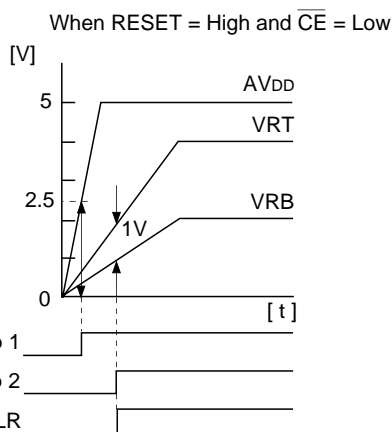 When RESET = High and CE = Low
[V]
5
AVDD
VRT
2.5
VRB
1V
0
[ t ]
1
2
LR